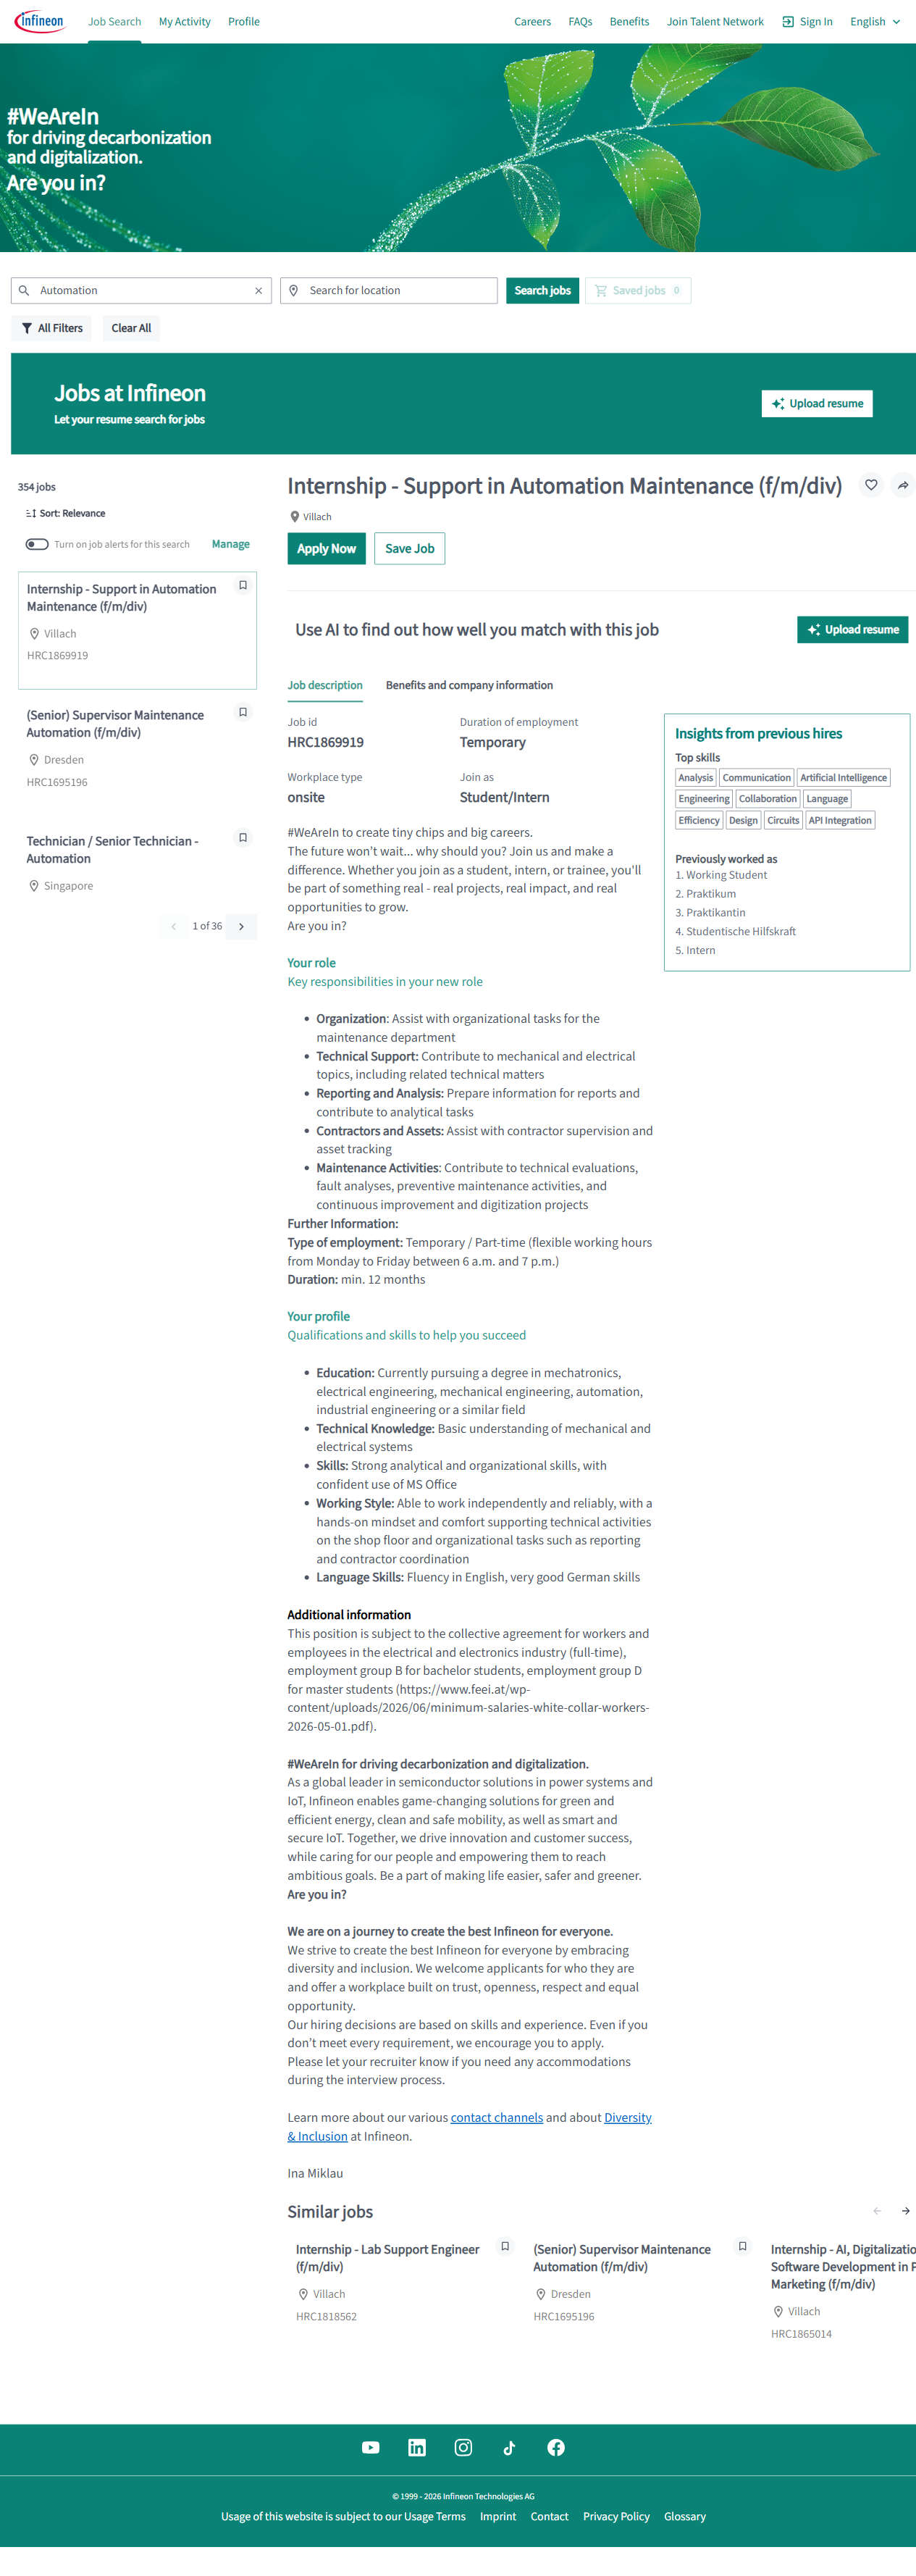 infineon
Job Search
My Activity
Profile
Careers
FAQs
Benefits
Join Talent Network
Sign In
English
#WeAreIn
for driving decarbonization
and digitalization.
Are you in?
Automation
Search for location
Search jobs
Saved jobs 0
All Filters
Clear All
Jobs at Infineon
Let your resume search for jobs
Upload resume
354 jobs
Sort: Relevance
Turn on job alerts for this search
Manage
Internship - Support in Automation
Maintenance (f/m/div)
Villach
HRC1869919
(Senior) Supervisor Maintenance
Automation (f/m/div)
Dresden
HRC1695196
Technician / Senior Technician -
Automation
Singapore
1 of 36
Internship - Support in Automation Maintenance (f/m/div)
Villach
Apply Now
Save Job
Use AI to find out how well you match with this job
Upload resume
Job description
Benefits and company information
Job id
HRC1869919
Duration of employment
Temporary
Workplace type
onsite
Join as
Student/Intern
#WeAreIn to create tiny chips and big careers.
The future won't wait... why should you? Join us and make a
difference. Whether you join as a student, intern, or trainee, you'll
be part of something real - real projects, real impact, and real
opportunities to grow.
Are you in?
Your role
Key responsibilities in your new role
• Organization: Assist with organizational tasks for the
maintenance department
• Technical Support: Contribute to mechanical and electrical
topics, including related technical matters
• Reporting and Analysis: Prepare information for reports and
contribute to analytical tasks
• Contractors and Assets: Assist with contractor supervision and
asset tracking
• Maintenance Activities: Contribute to technical evaluations,
fault analyses, preventive maintenance activities, and
continuous improvement and digitization projects
Further Information:
Type of employment: Temporary / Part-time (flexible working hours
from Monday to Friday between 6 a.m. and 7 p.m.)
Duration: min. 12 months
Your profile
Qualifications and skills to help you succeed
• Education: Currently pursuing a degree in mechatronics,
electrical engineering, mechanical engineering, automation,
industrial engineering or a similar field
• Technical Knowledge: Basic understanding of mechanical and
electrical systems
• Skills: Strong analytical and organizational skills, with
confident use of MS Office
• Working Style: Able to work independently and reliably, with a
hands-on mindset and comfort supporting technical activities
on the shop floor and organizational tasks such as reporting
and contractor coordination
• Language Skills: Fluency in English, very good German skills
Additional information
This position is subject to the collective agreement for workers and
employees in the electrical and electronics industry (full-time),
employment group B for bachelor students, employment group D
for master students (https://www.feei.at/wp-
content/uploads/2026/06/minimum-salaries-white-collar-workers-
2026-05-01.pdf).
#WeAreIn for driving decarbonization and digitalization.
As a global leader in semiconductor solutions in power systems and
IoT, Infineon enables game-changing solutions for green and
efficient energy, clean and safe mobility, as well as smart and
secure IoT. Together, we drive innovation and customer success,
while caring for our people and empowering them to reach
ambitious goals. Be a part of making life easier, safer and greener.
Are you in?
We are on a journey to create the best Infineon for everyone.
We strive to create the best Infineon for everyone by embracing
diversity and inclusion. We welcome applicants for who they are
and offer a workplace built on trust, openness, respect and equal
opportunity.
Our hiring decisions are based on skills and experience. Even if you
don't meet every requirement, we encourage you to apply.
Please let your recruiter know if you need any accommodations
during the interview process.
Learn more about our various contact channels and about Diversity
& Inclusion at Infineon.
Ina Miklau
Insights from previous hires
Top skills
Analysis Communication Artificial Intelligence
Engineering Collaboration Language
Efficiency Design Circuits API Integration
Previously worked as
1. Working Student
2. Praktikum
3. Praktikantin
4. Studentische Hilfskraft
5. Intern
Similar jobs
Internship - Lab Support Engineer
(f/m/div)
Villach
HRC1818562
(Senior) Supervisor Maintenance
Automation (f/m/div)
Dresden
HRC1695196
Internship - AI, Digitalizatio
Software Development in P
Marketing (f/m/div)
Villach
HRC1865014
© 1999 - 2026 Infineon Technologies AG
Usage of this website is subject to our Usage Terms
Imprint
Contact
Privacy Policy
Glossary